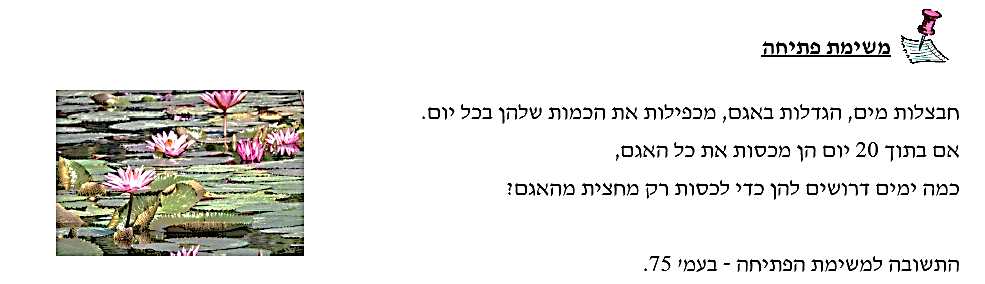 משימת פתיחה
חבצלות מים, הגדלות באגם, מכפילות את הכמות שלהן בכל יום.
אם בתוך 20 יום הן מכסות את כל האגם,
כמה ימים דרושים להן כדי לכסות רק מחצית מהאגם?
התשובה למשימת הפתיחה - בעמ' 75.